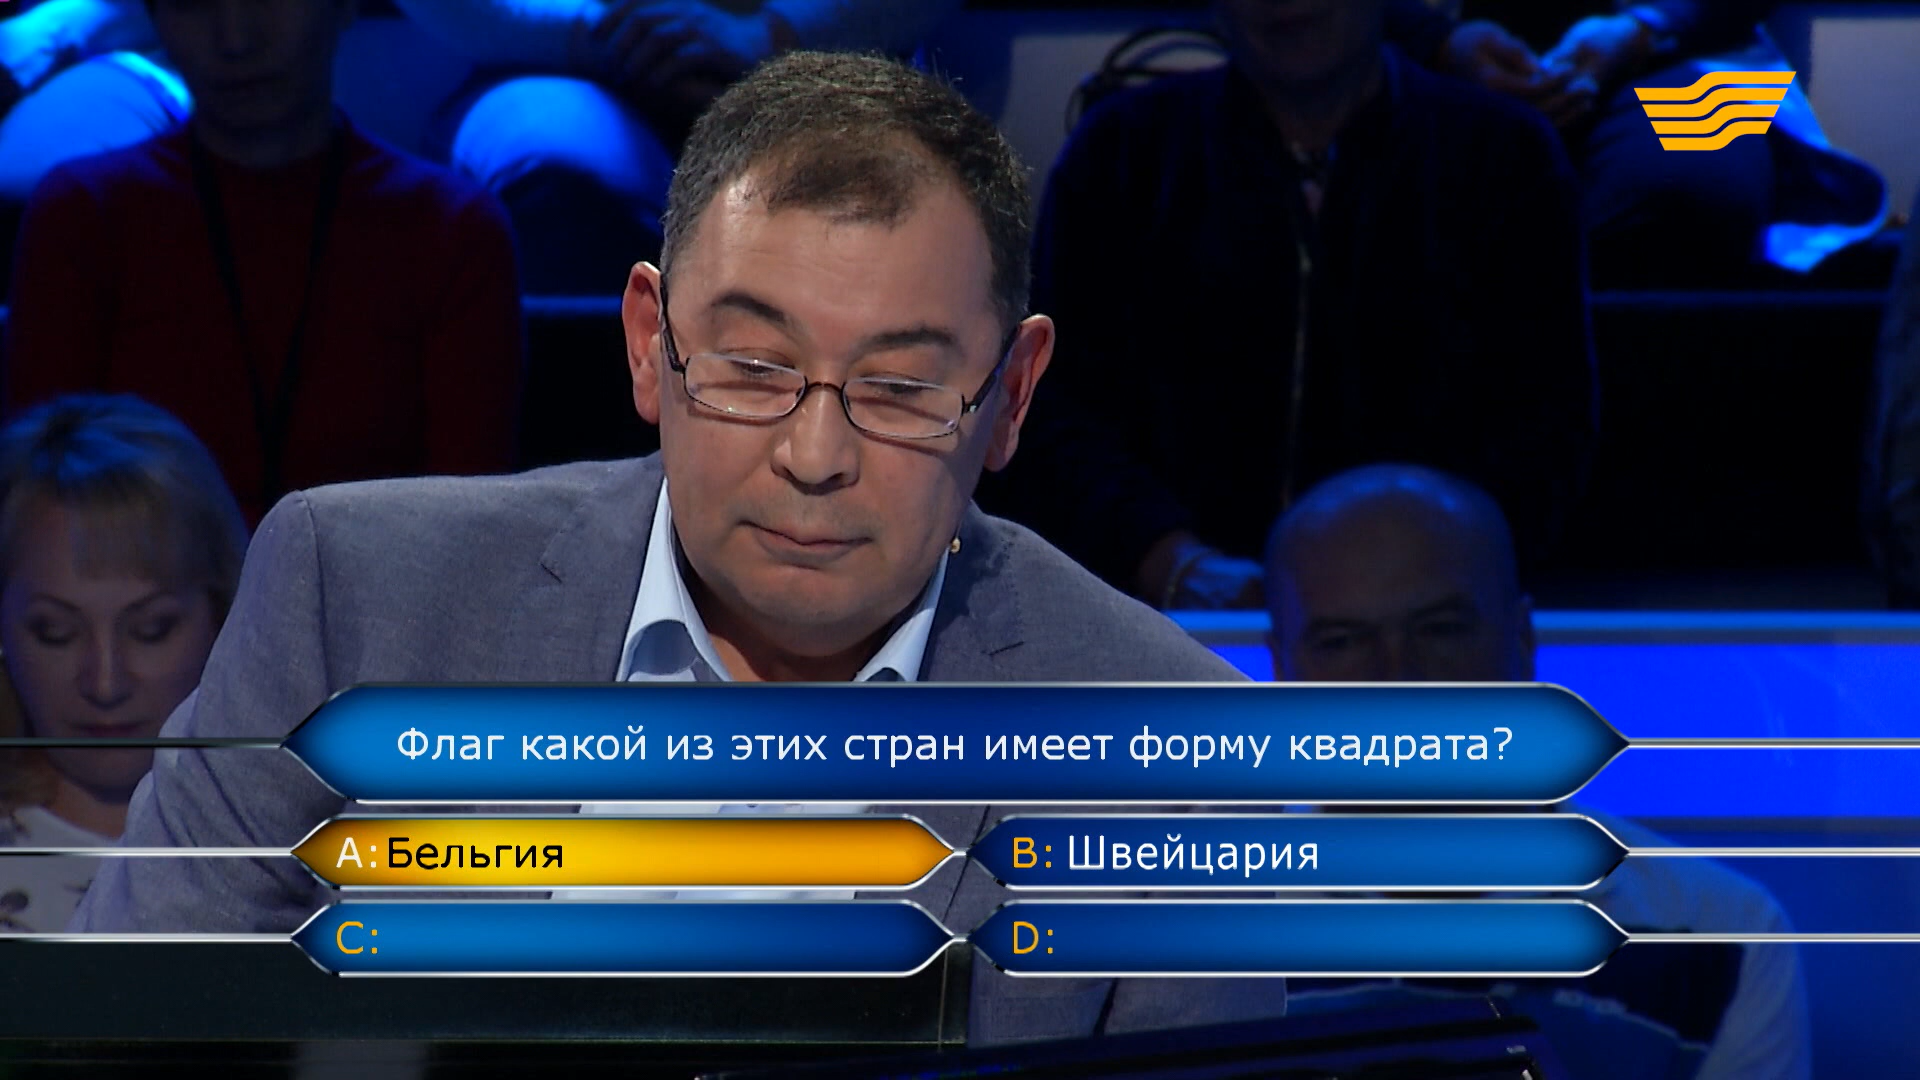 Флаг какой из этих стран имеет форму квадрата?
A: Бельгия
B: Швейцария
C:
D: